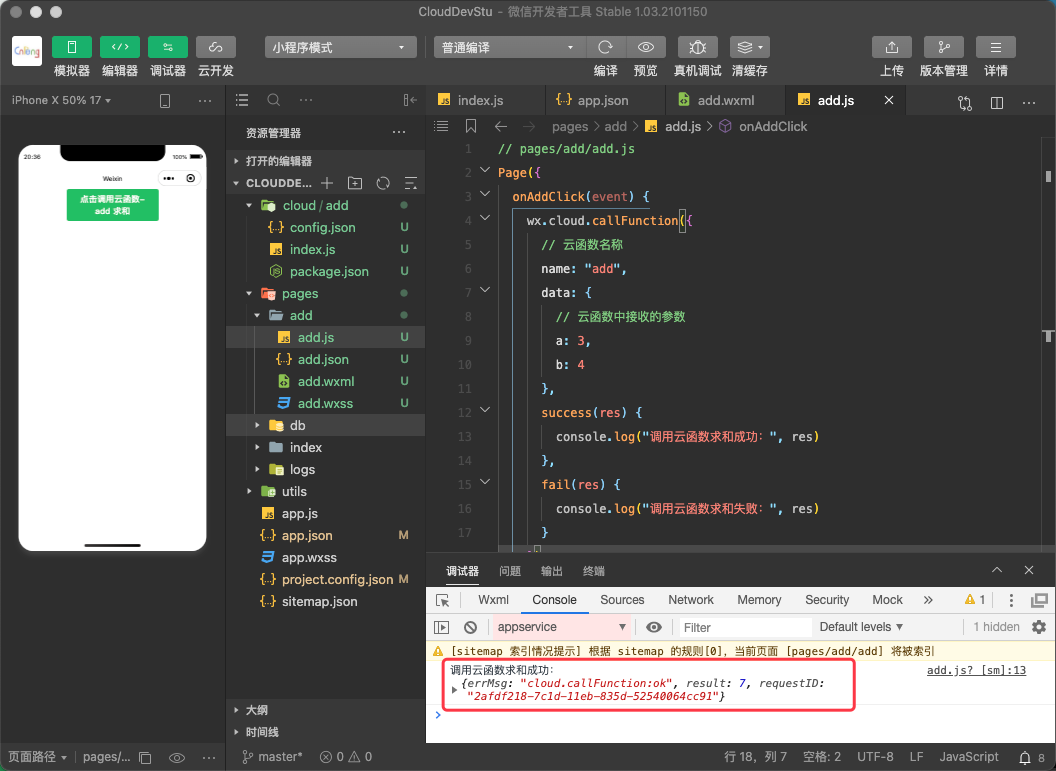 CloudDevStu – 微信开发者工具 Stable 1.03.2101150
Cnlang
模拟器 编辑器 调试器 云开发
小程序模式
普通编译
编译 预览 真机调试 清缓存
上传 版本管理 详情
iPhone X 50% 17
20:36
100%
Weixin
点击调用云函数-
add 求和
资源管理器
打开的编辑器
CLOUDDE...
cloud / add
config.json U
index.js U
package.json U
pages
add
add.js U
add.json U
add.wxml U
add.wxss U
db
index
logs
utils
app.js
app.json M
app.wxss
project.config.json M
sitemap.json
大纲
时间线
index.js app.json add.wxml add.js
pages > add > add.js > onAddClick
1 // pages/add/add.js
2 Page({
3 onAddClick(event) {
4 wx.cloud.callFunction({
5 // 云函数名称
6 name: "add",
7 data: {
8 // 云函数中接收的参数
9 a: 3,
10 b: 4
11 },
12 success(res) {
13 console.log("调用云函数求和成功: ", res)
14 },
15 fail(res) {
16 console.log("调用云函数求和失败: ", res)
17 }
调试器 问题 输出 终端
Wxml Console Sources Network Memory Security Mock 1
appservice Filter Default levels 1 hidden
[sitemap 索引情况提示] 根据 sitemap 的规则[0], 当前页面 [pages/add/add] 将被索引
调用云函数求和成功: add.js? [sm]:13
{errMsg: "cloud.callFunction:ok", result: 7, requestID:
"2afdf218-7c1d-11eb-835d-52540064cc91"}
页面路径 pages/... master* 0 0 行 18，列 7 空格: 2 UTF-8 LF JavaScript 8